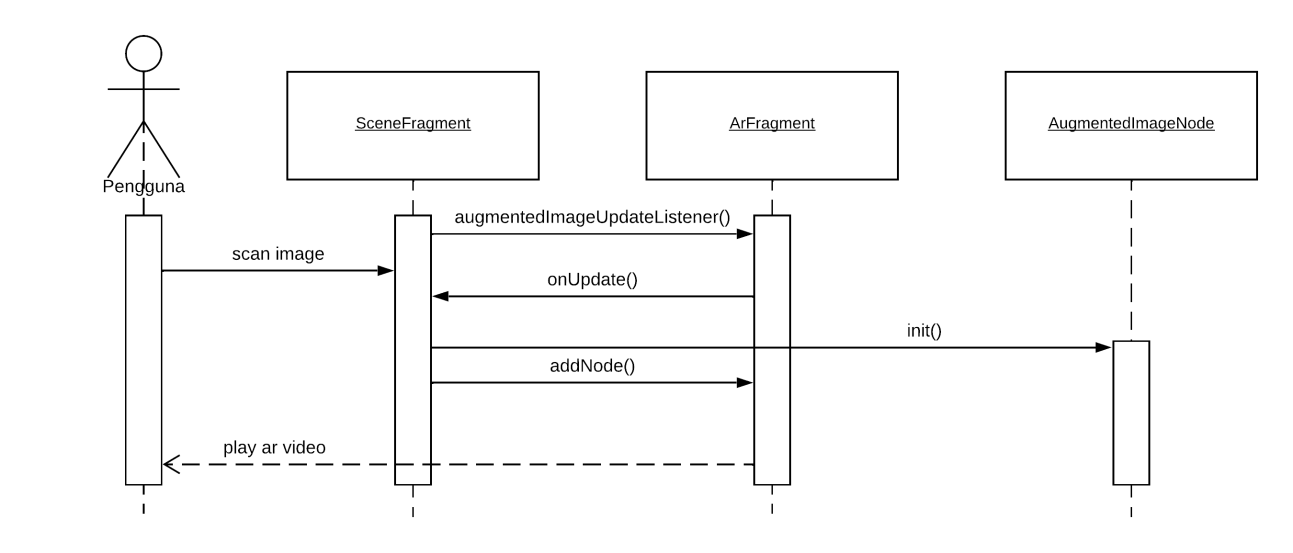 SceneFragment
ArFragment
AugmentedImageNode
Pengguna
augmentedImageUpdateListener()
scan image
onUpdate()
init()
addNode()
play ar video